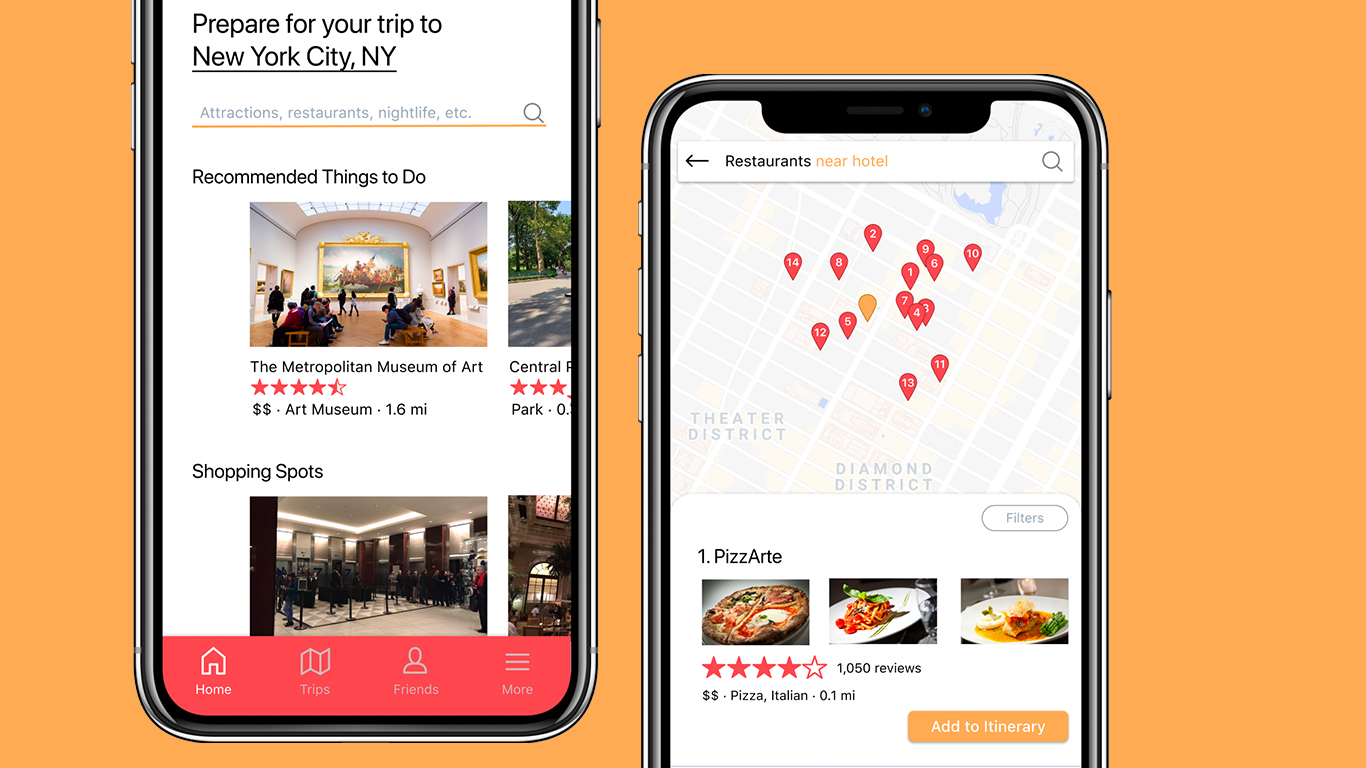 Prepare for your trip to
New York City, NY
Attractions, restaurants, nightlife, etc.
Recommended Things to Do
The Metropolitan Museum of Art
$$ · Art Museum · 1.6 mi
Central
Park · 0.
Shopping Spots
Home
Trips
Friends
More
Restaurants near hotel
2
9
10
14
8
6
1
7
3
4
5
12
11
13
THEATER
DISTRICT
DIAMOND
DISTRICT
Filters
1. PizzArte
1,050 reviews
$$ · Pizza, Italian · 0.1 mi
Add to Itinerary